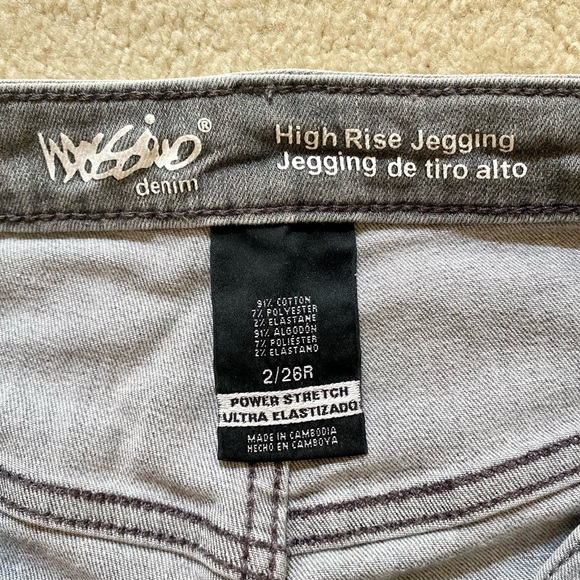 Mossimo®
denim
High Rise Jegging
Jegging de tiro alto
91% COTTON
7% POLYESTER
2% ELASTANE
91% ALGODÓN
7% POLIÉSTER
2% ELASTANO
2/26R
POWER STRETCH
ULTRA ELASTIZADO
MADE IN CAMBODIA
HECHO EN CAMBOYA